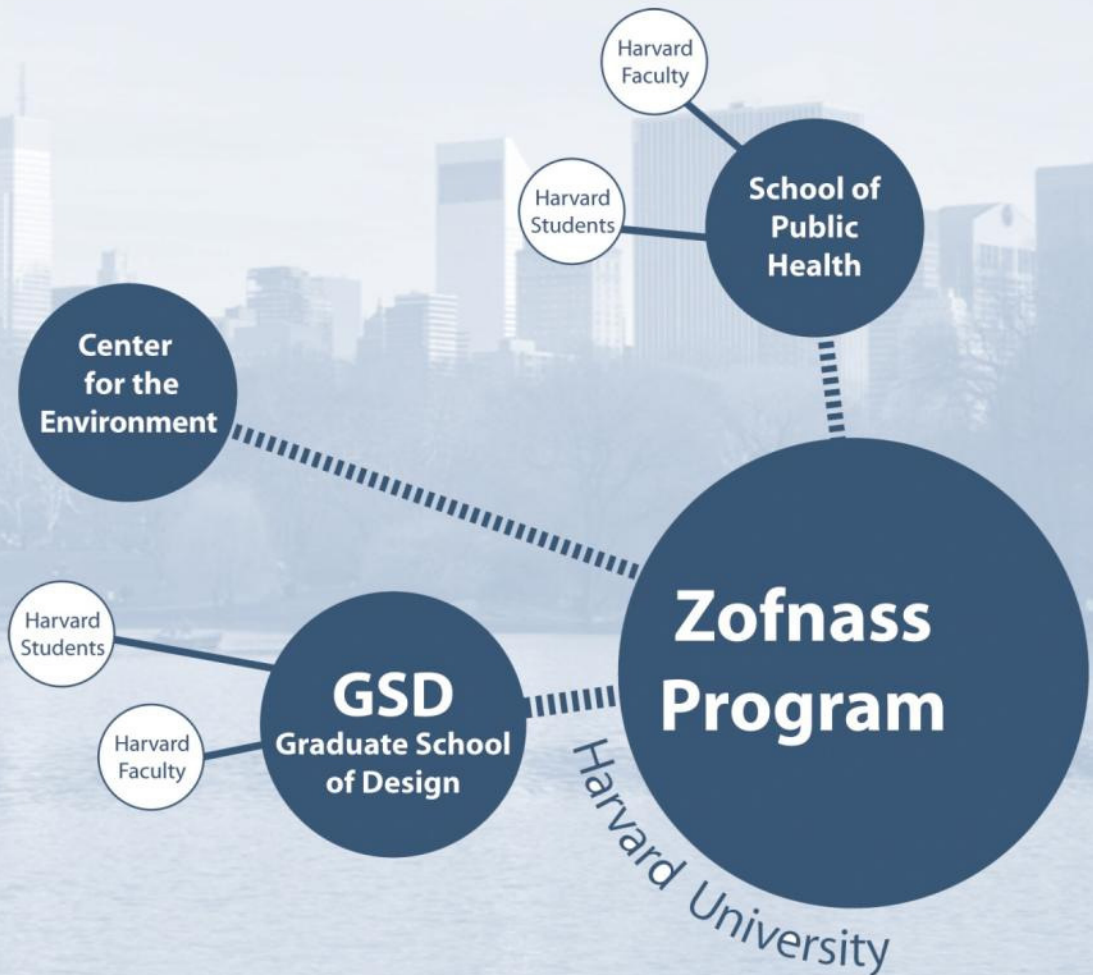 Harvard
Faculty
Harvard
Students
School of
Public
Health
Center
for the
Environment
Zofnass
Program
Harvard
Students
GSD
Graduate School
of Design
Harvard
Faculty
Harvard University